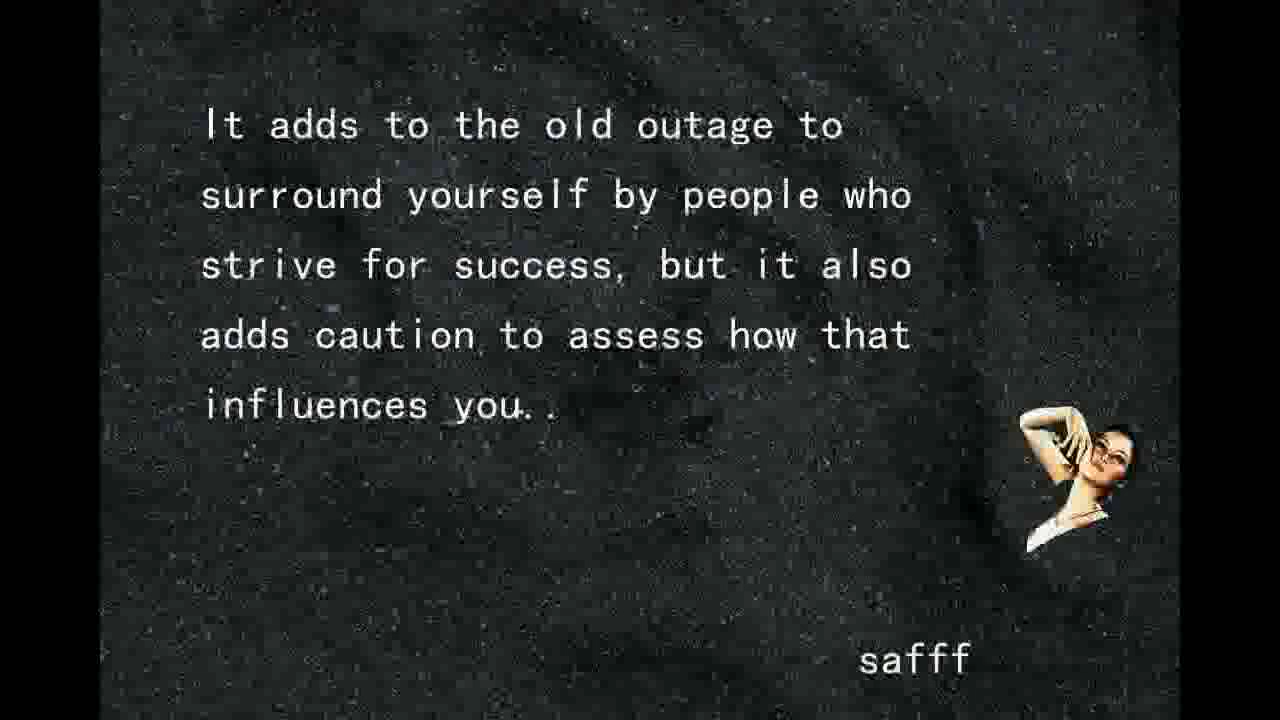 It adds to the old outage to
surround yourself by people who
strive for success, but it also
adds caution to assess how that
influences you..
safff